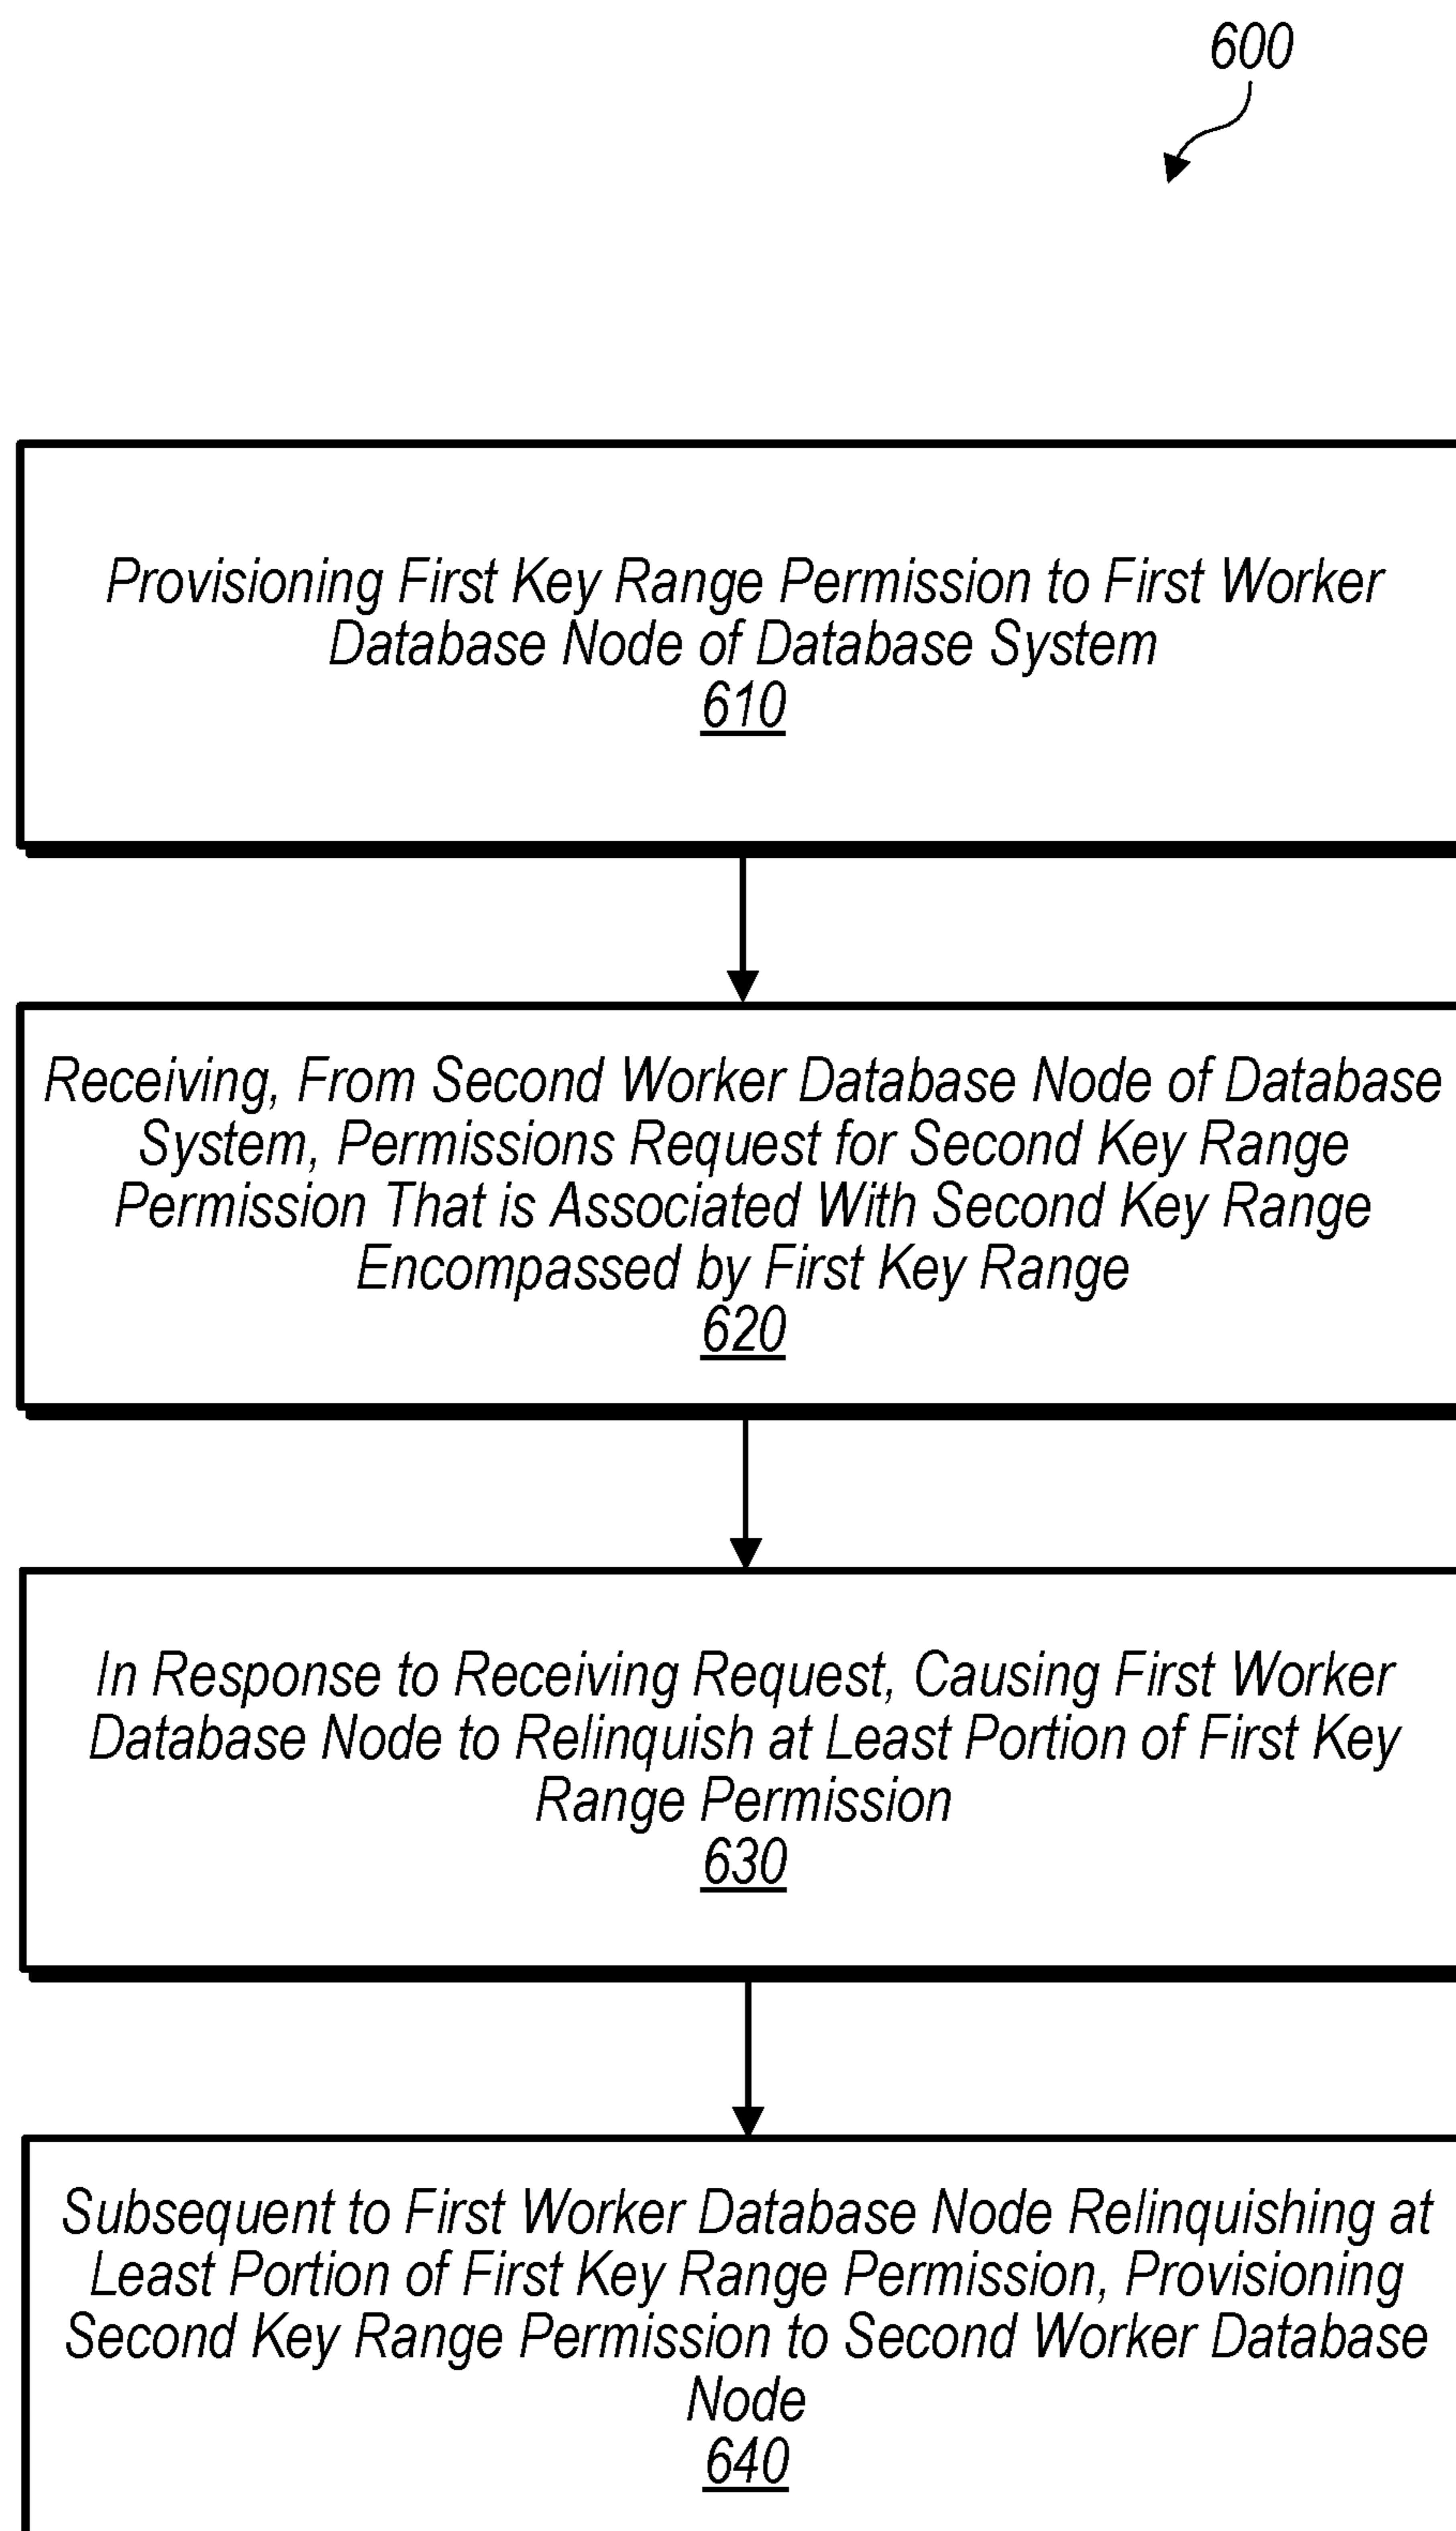 600
Provisioning First Key Range Permission to First Worker
Database Node of Database System
610
Receiving, From Second Worker Database Node of Database
System, Permissions Request for Second Key Range
Permission That is Associated With Second Key Range
Encompassed by First Key Range
620
In Response to Receiving Request, Causing First Worker
Database Node to Relinquish at Least Portion of First Key
Range Permission
630
Subsequent to First Worker Database Node Relinquishing at
Least Portion of First Key Range Permission, Provisioning
Second Key Range Permission to Second Worker Database
Node
640